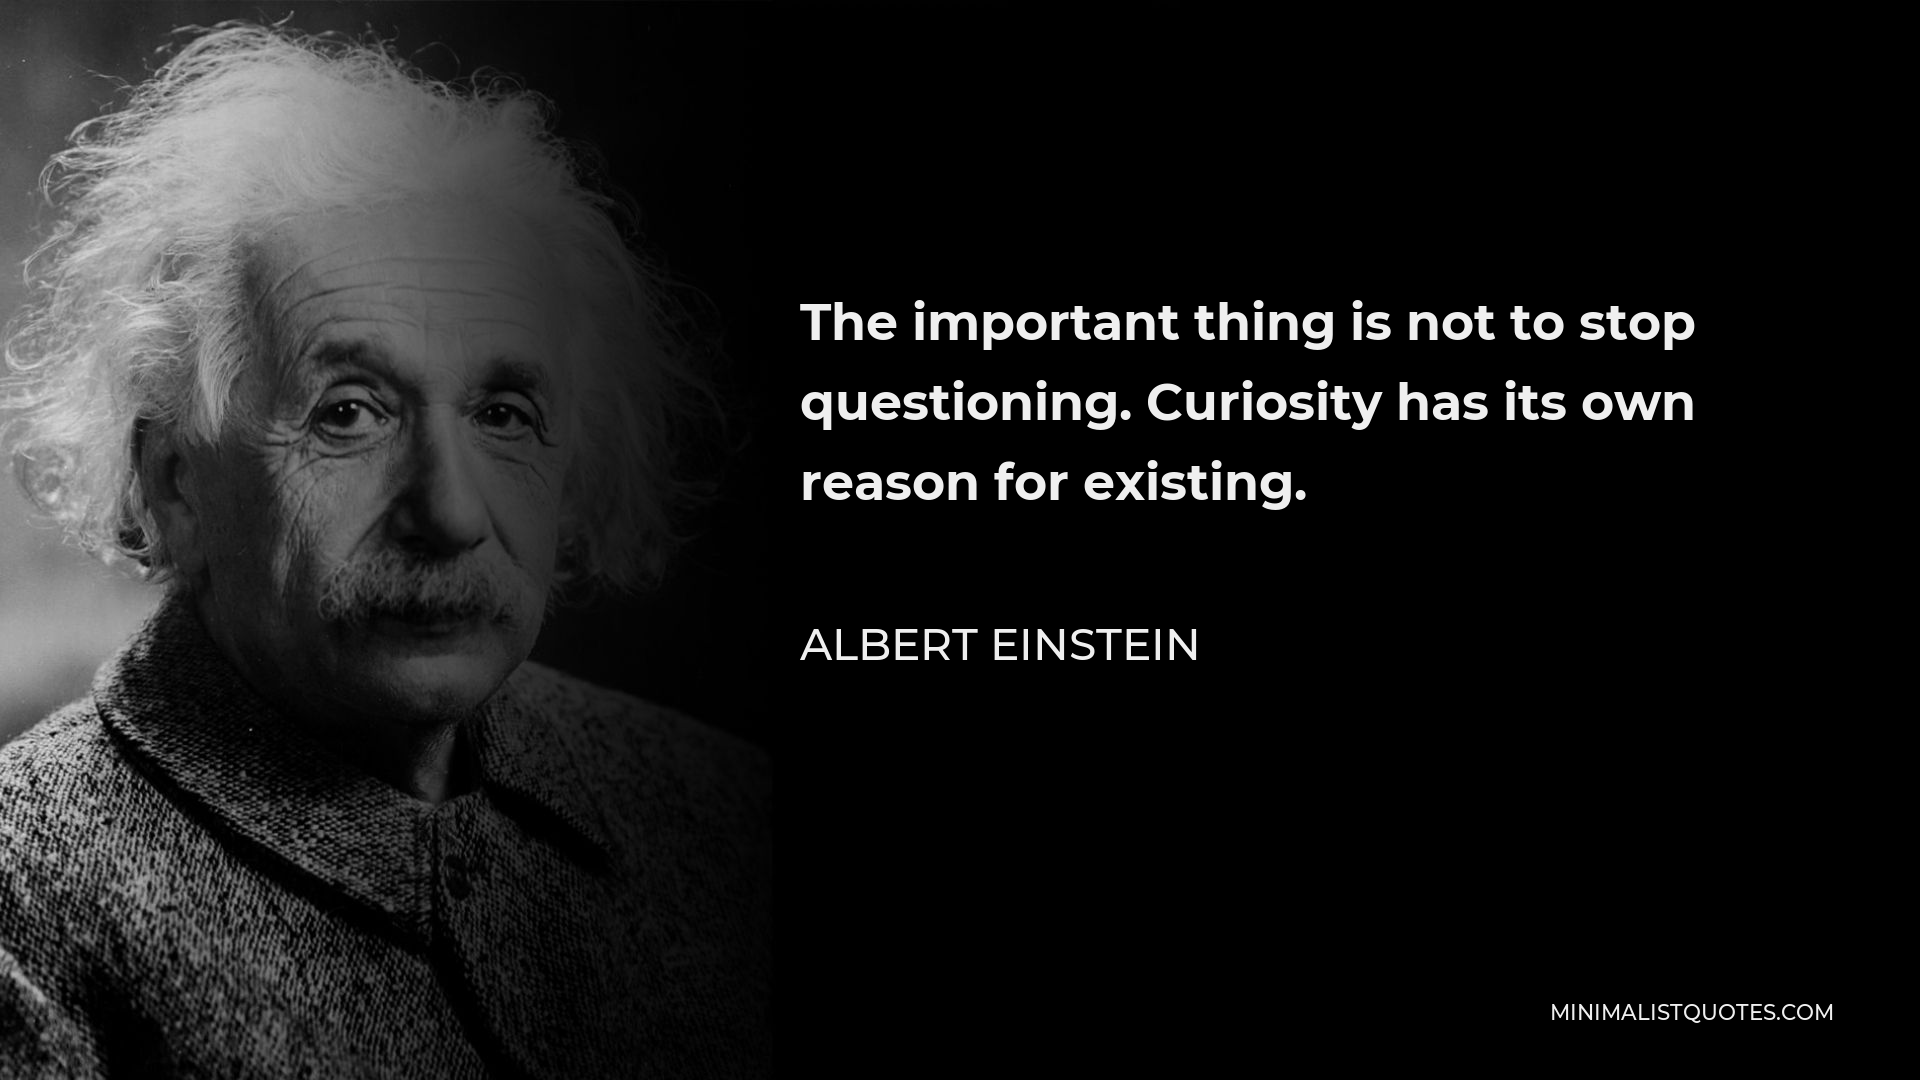 The important thing is not to stop
questioning. Curiosity has its own
reason for existing.
ALBERT EINSTEIN
MINIMALISTQUOTES.COM